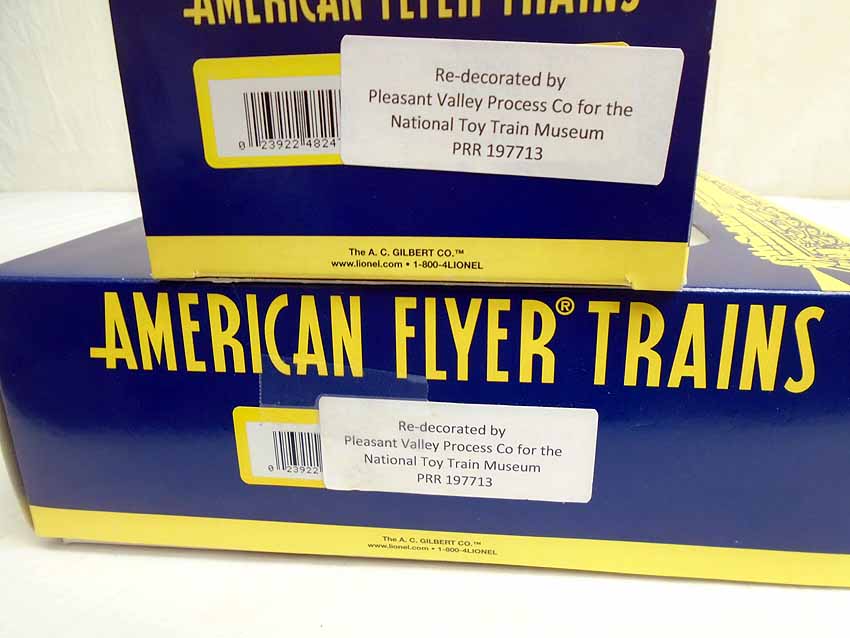 AMERICAN FLYER TRAINS
Re-decorated by
Pleasant Valley Process Co for the
National Toy Train Museum
PRR 197713
0 23922 4824
The A. C. GILBERT CO.™
www.lionel.com • 1-800-4LIONEL
AMERICAN FLYER® TRAINS
Re-decorated by
Pleasant Valley Process Co for the
National Toy Train Museum
PRR 197713
0 23922
The A. C. GILBERT CO.™
www.lionel.com • 1-800-4LIONEL